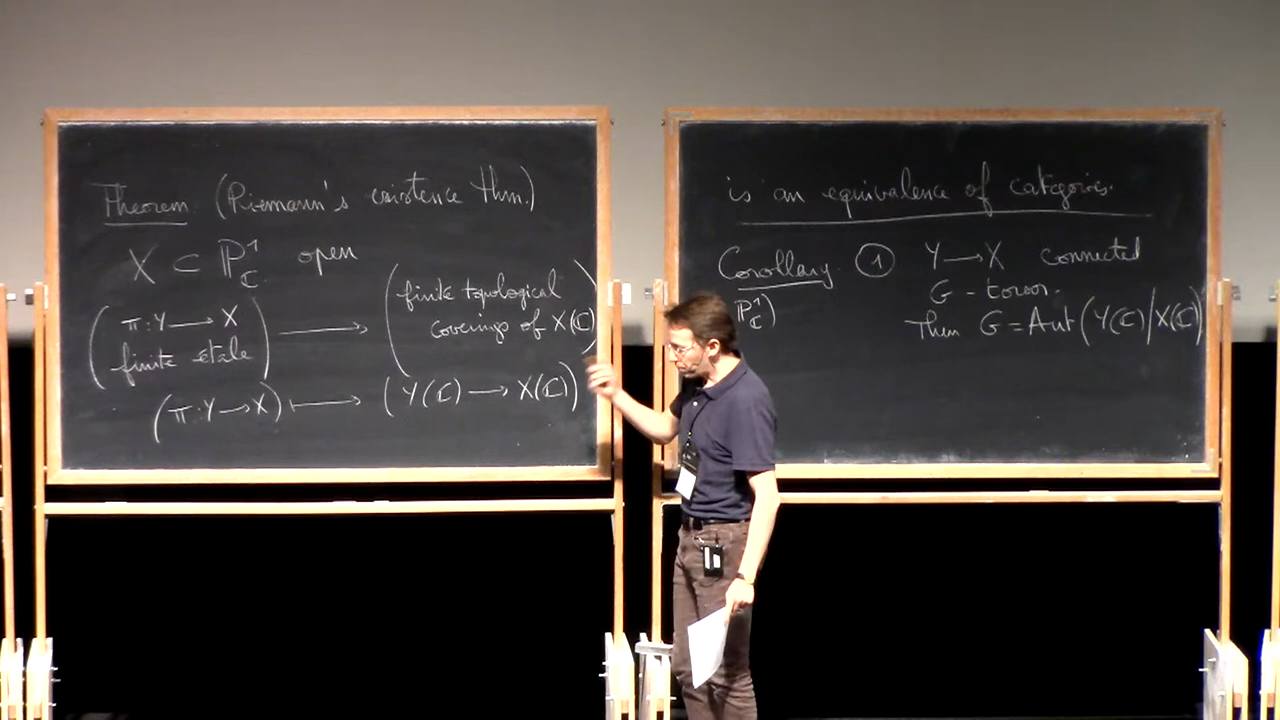 Theorem (Riemann's existence thm.)
X ⊂ ℙ¹_ℂ open
(π: Y → X finite étale) → (finite topological coverings of X(ℂ))
(π: Y → X) ↦ (Y(ℂ) → X(ℂ))
is an equivalence of categories.
Corollary. ① Y → X connected
ℙ¹_ℂ) G - torsor.
Then G = Aut(Y(ℂ)|X(ℂ))